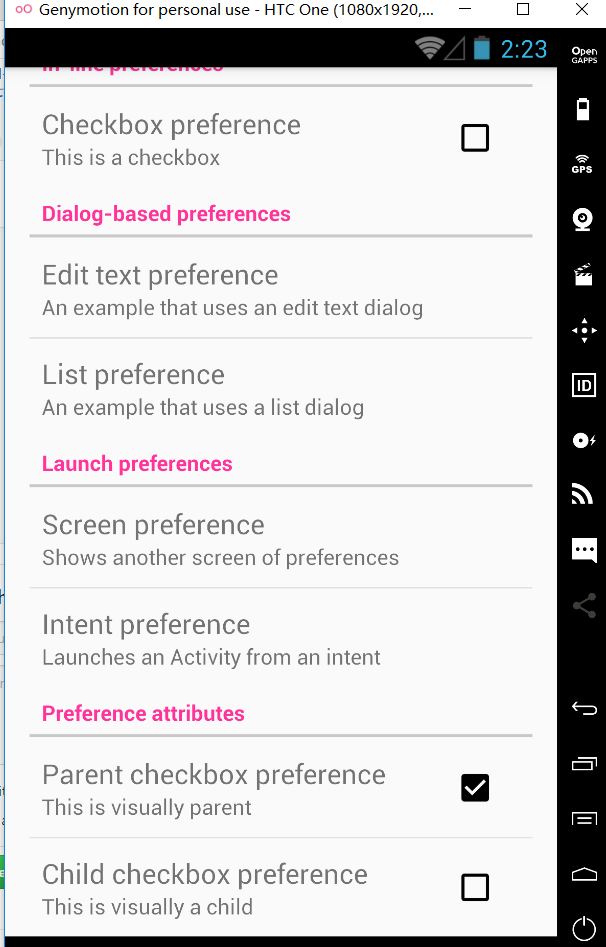 Genymotion for personal use - HTC One (1080x1920,...
2:23
Open
GAPPS
In-line preferences
Checkbox preference
This is a checkbox
GPS
Dialog-based preferences
Edit text preference
An example that uses an edit text dialog
List preference
An example that uses a list dialog
ID
Launch preferences
Screen preference
Shows another screen of preferences
Intent preference
Launches an Activity from an intent
Preference attributes
Parent checkbox preference
This is visually parent
Child checkbox preference
This is visually a child